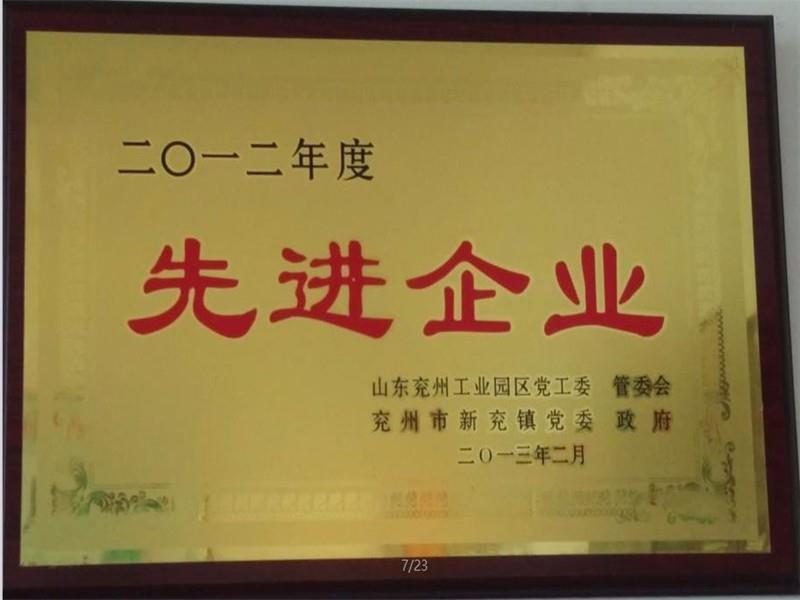 二〇一二年度
先进企业
山东兖州工业园区党工委 管委会
兖州市新兖镇党委 政府
二〇一三年二月
7/23